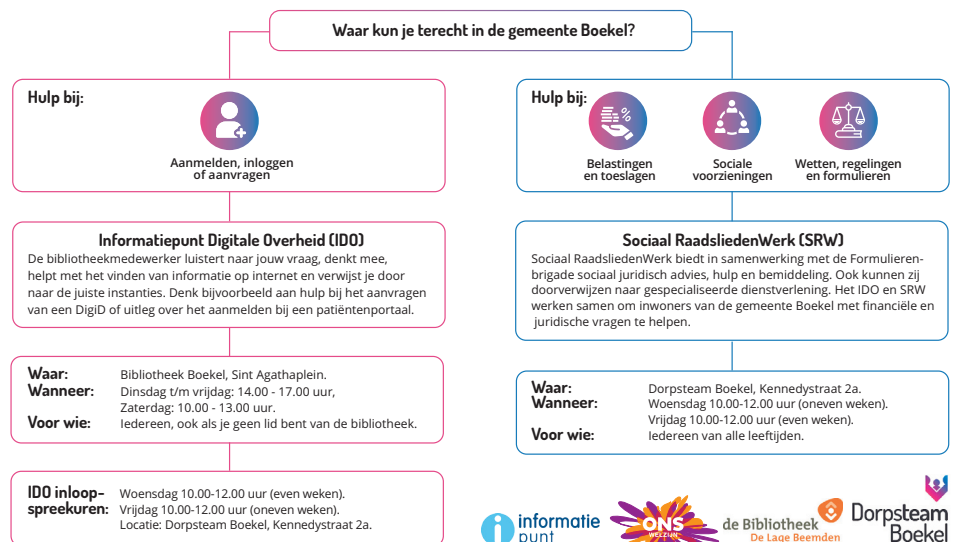 Waar kun je terecht in de gemeente Boekel?
Hulp bij:
Aanmelden, inloggen
of aanvragen
Informatiepunt Digitale Overheid (IDO)
De bibliotheekmedewerker luistert naar jouw vraag, denkt mee,
helpt met het vinden van informatie op internet en verwijst je door
naar de juiste instanties. Denk bijvoorbeeld aan hulp bij het aanvragen
van een DigiD of uitleg over het aanmelden bij een patiëntenportaal.
Waar: Bibliotheek Boekel, Sint Agathaplein.
Wanneer: Dinsdag t/m vrijdag: 14.00 - 17.00 uur,
Zaterdag: 10.00 - 13.00 uur.
Voor wie: Iedereen, ook als je geen lid bent van de bibliotheek.
IDO inloop- Woensdag 10.00-12.00 uur (even weken).
spreekuren: Vrijdag 10.00-12.00 uur (oneven weken).
Locatie: Dorpsteam Boekel, Kennedystraat 2a.
Hulp bij:
%
Belastingen
en toeslagen
Sociale
voorzieningen
Wetten, regelingen
en formulieren
Sociaal RaadsliedenWerk (SRW)
Sociaal RaadsliedenWerk biedt in samenwerking met de Formulieren-
brigade sociaal juridisch advies, hulp en bemiddeling. Ook kunnen zij
doorverwijzen naar gespecialiseerde dienstverlening. Het IDO en SRW
werken samen om inwoners van de gemeente Boekel met financiële en
juridische vragen te helpen.
Waar: Dorpsteam Boekel, Kennedystraat 2a.
Wanneer: Woensdag 10.00-12.00 uur (oneven weken).
Vrijdag 10.00-12.00 uur (even weken).
Voor wie: Iedereen van alle leeftijden.
i informatie
punt
ONS
WELZIJN
de Bibliotheek
De Lage Beemden
Dorpsteam
Boekel